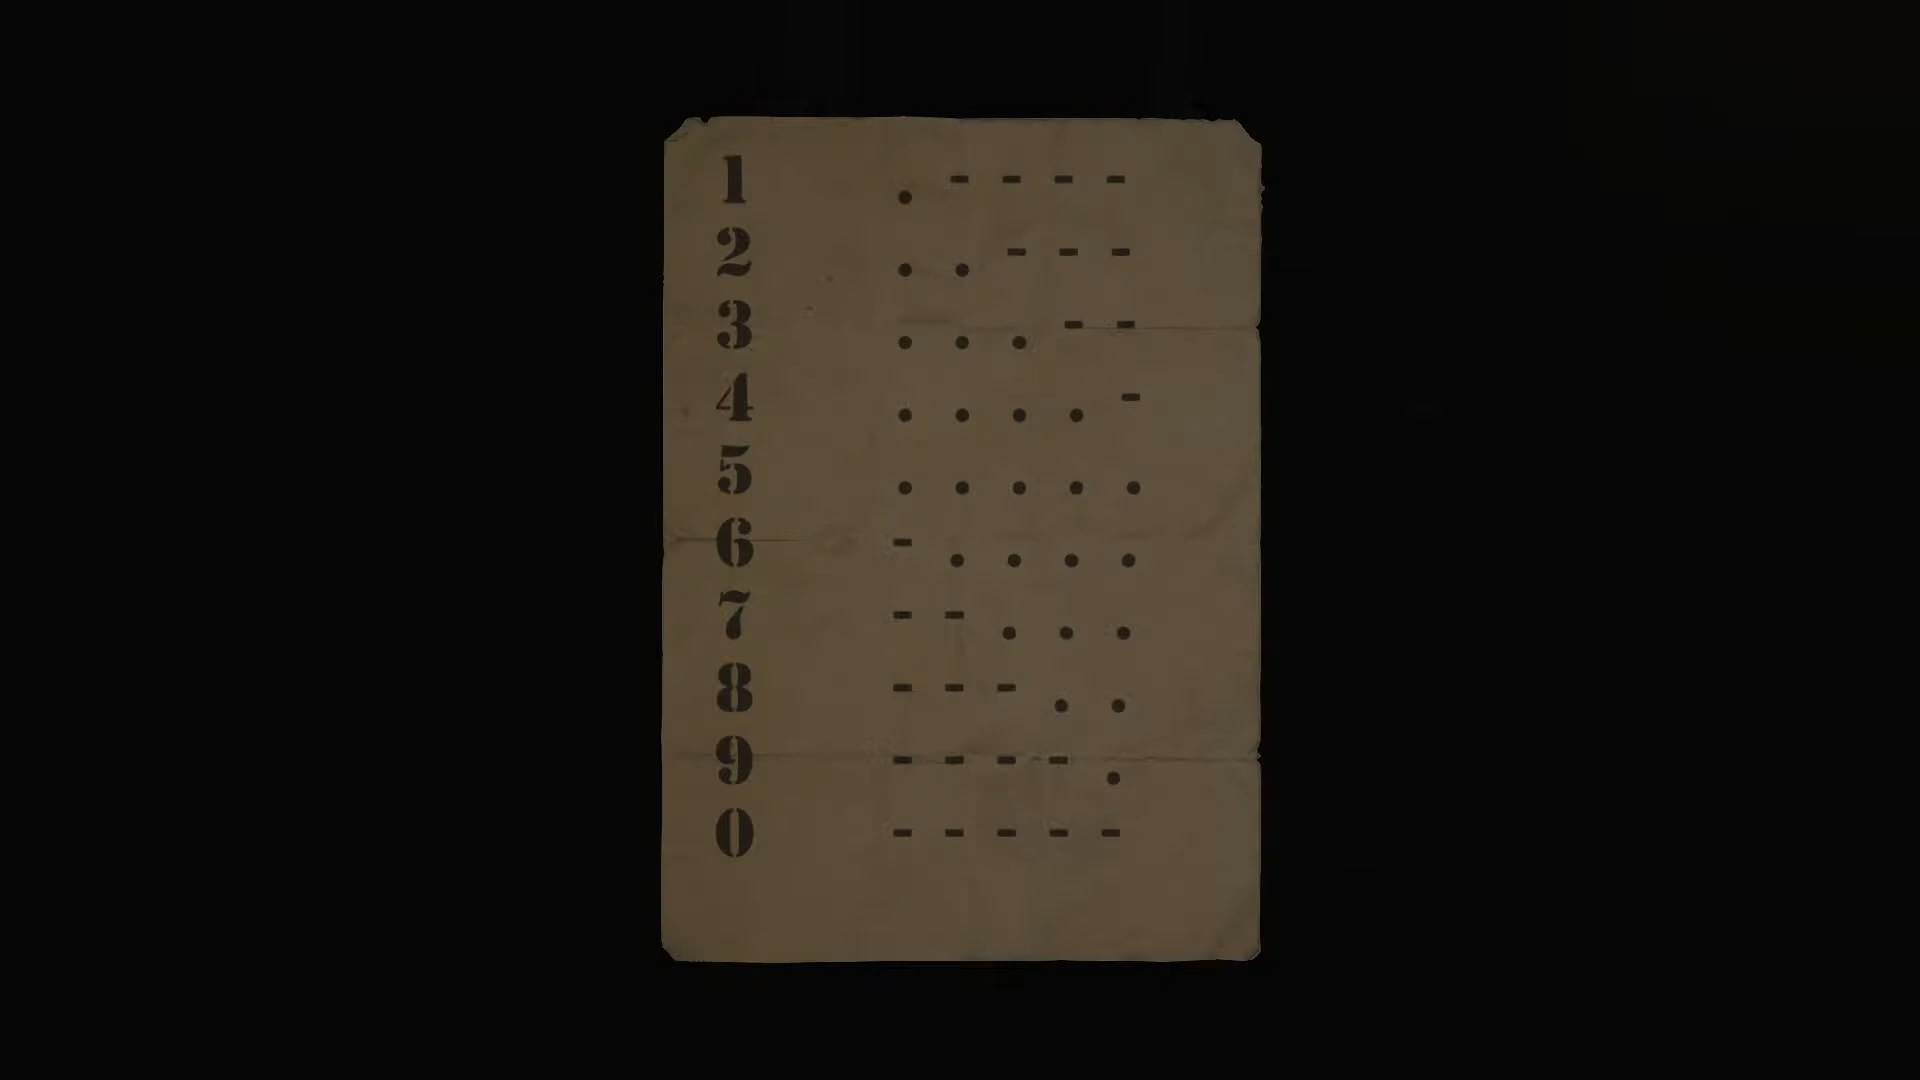 1 . - - - -
2 . . - - -
3 . . . - -
4 . . . . -
5 . . . . .
6 - . . . .
7 - - . . .
8 - - - . .
9 - - - - .
0 - - - - -